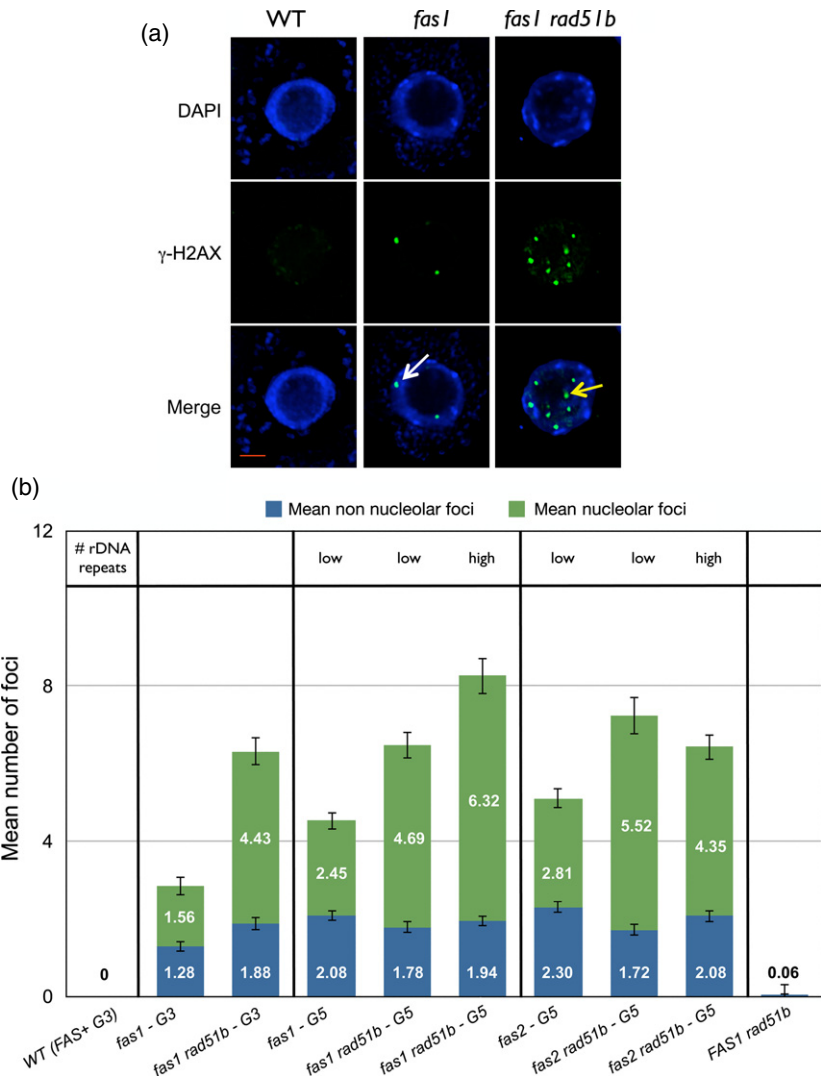 (a)
WT fas1 fas1 rad51b
DAPI
γ-H2AX
Merge
(b)
Mean non nucleolar foci Mean nucleolar foci
Mean number of foci
12
8
4
0
# rDNA
repeats
low low high low low high
0
1.56
1.28
4.43
1.88
2.45
2.08
4.69
1.78
6.32
1.94
2.81
2.30
5.52
1.72
4.35
2.08
0.06
WT (FAS+ G3)
fas1 - G3
fas1 rad51b - G3
fas1 - G5
fas1 rad51b - G5
fas1 rad51b - G5
fas2 - G5
fas2 rad51b - G5
fas2 rad51b - G5
FAS1 rad51b